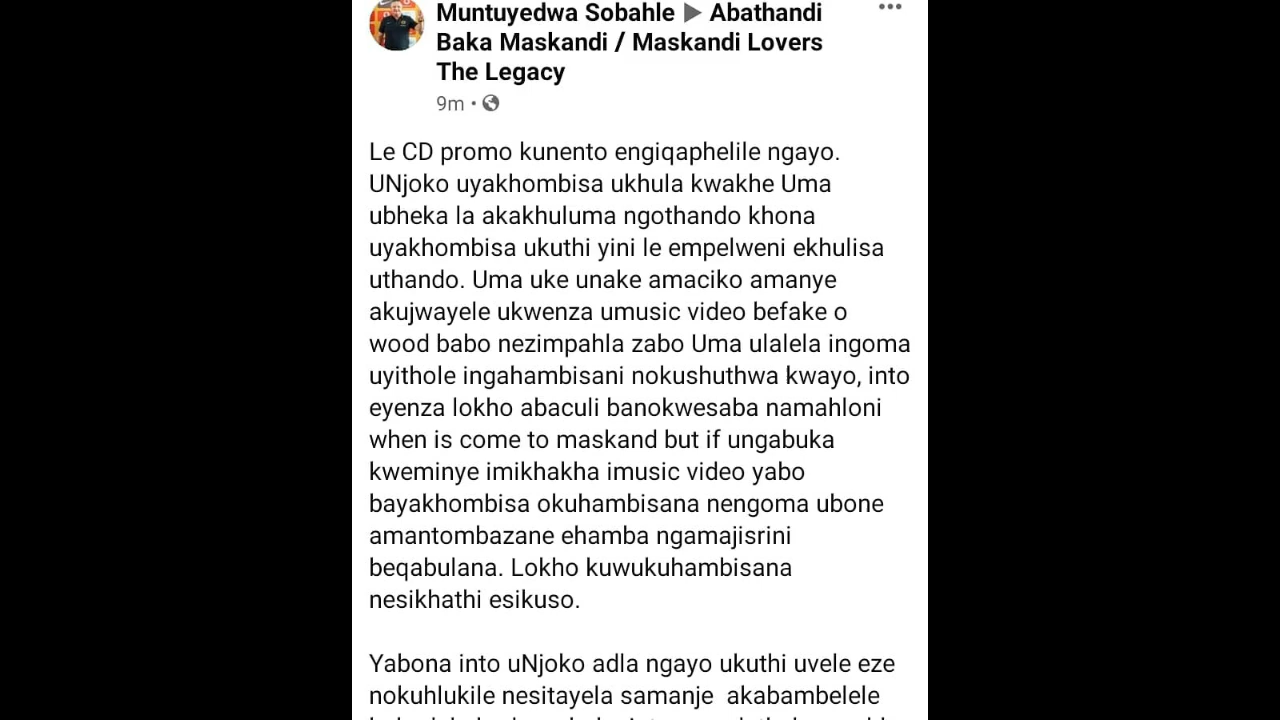 Muntuyedwa Sobahle ▶ Abathandi
Baka Maskandi / Maskandi Lovers
The Legacy
9m •
Le CD promo kunento engiqaphelile ngayo.
UNjoko uyakhombisa ukhula kwakhe Uma
ubheka la akakhuluma ngothando khona
uyakhombisa ukuthi yini le empelweni ekhulisa
uthando. Uma uke unake amaciko amanye
akujwayele ukwenza umusic video befake o
wood babo nezimpahla zabo Uma ulalela ingoma
uyithole ingahambisani nokushuthwa kwayo, into
eyenza lokho abaculi banokwesaba namahloni
when is come to maskand but if ungabuka
kweminye imikhakha imusic video yabo
bayakhombisa okuhambisana nengoma ubone
amantombazane ehamba ngamajisrini
beqabulana. Lokho kuwukuhambisana
nesikhathi esikuso.
Yabona into uNjoko adla ngayo ukuthi uvele eze
nokuhlukile nesitayela samanje akabambelele